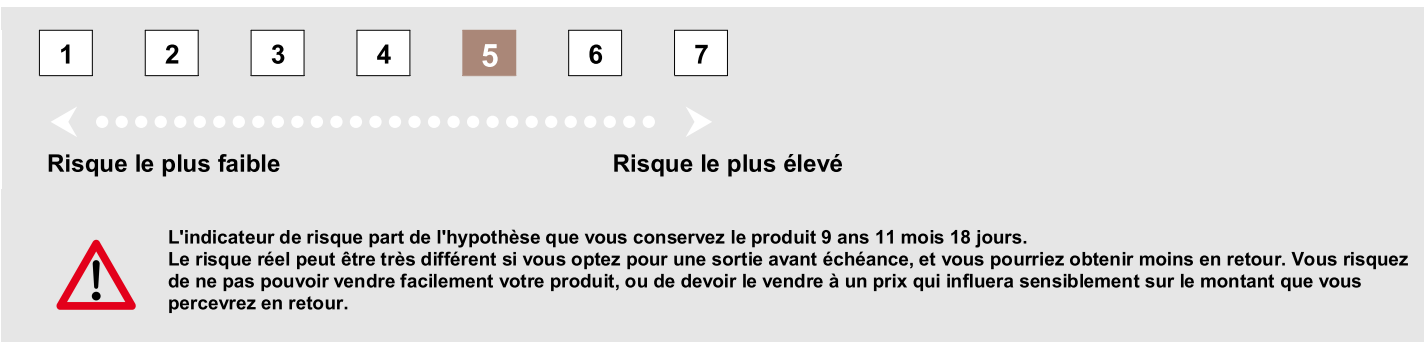 1 2 3 4 5 6 7
Risque le plus faible Risque le plus élevé
L'indicateur de risque part de l'hypothèse que vous conservez le produit 9 ans 11 mois 18 jours.
Le risque réel peut être très différent si vous optez pour une sortie avant échéance, et vous pourriez obtenir moins en retour. Vous risquez
de ne pas pouvoir vendre facilement votre produit, ou de devoir le vendre à un prix qui influera sensiblement sur le montant que vous
percevrez en retour.